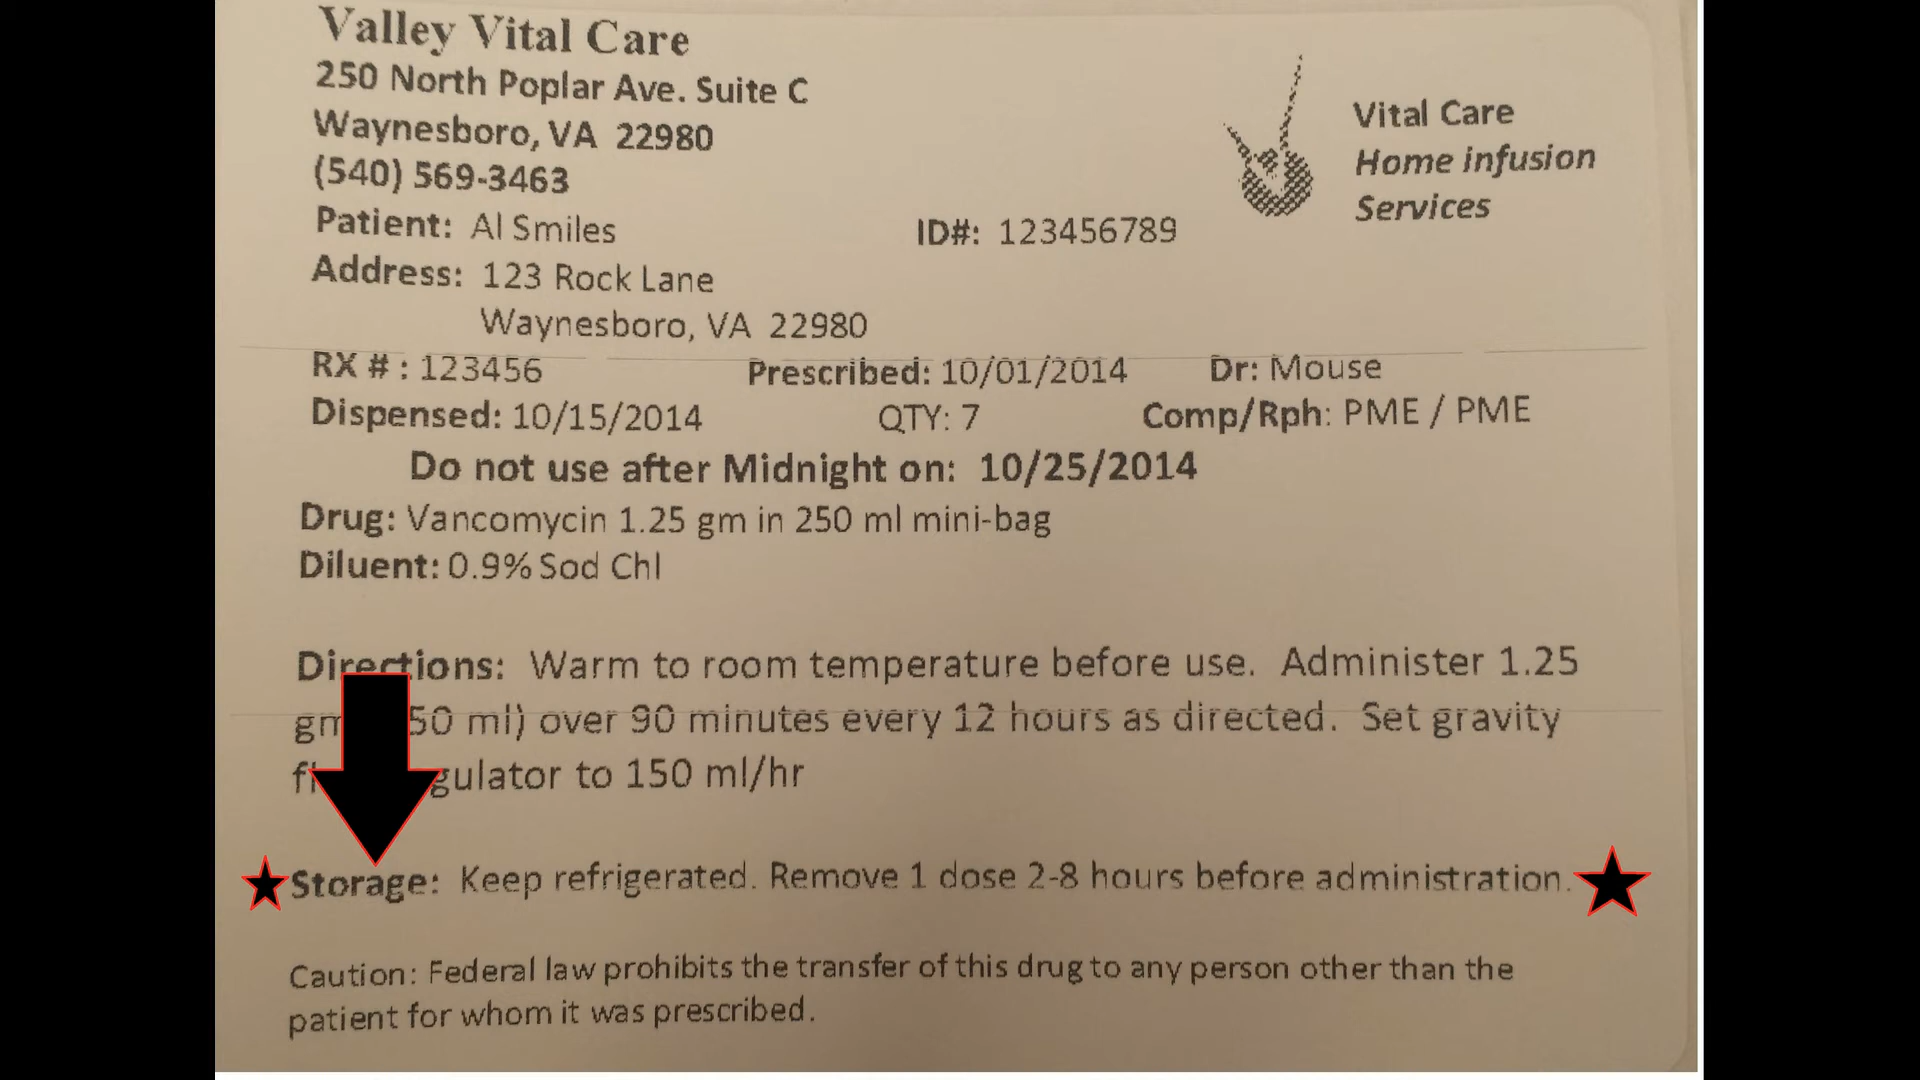 Valley Vital Care
250 North Poplar Ave. Suite C
Waynesboro, VA 22980
(540) 569-3463
Vital Care
Home infusion
Services
Patient: Al Smiles ID#: 123456789
Address: 123 Rock Lane
Waynesboro, VA 22980
RX # : 123456 Prescribed: 10/01/2014 Dr: Mouse
Dispensed: 10/15/2014 QTY: 7 Comp/Rph: PME / PME
Do not use after Midnight on: 10/25/2014
Drug: Vancomycin 1.25 gm in 250 ml mini-bag
Diluent: 0.9% Sod Chl
Directions: Warm to room temperature before use. Administer 1.25
gm 50 ml) over 90 minutes every 12 hours as directed. Set gravity
to 150 ml/hr
Storage: Keep refrigerated. Remove 1 dose 2-8 hours before administration.
Caution: Federal law prohibits the transfer of this drug to any person other than the
patient for whom it was prescribed.